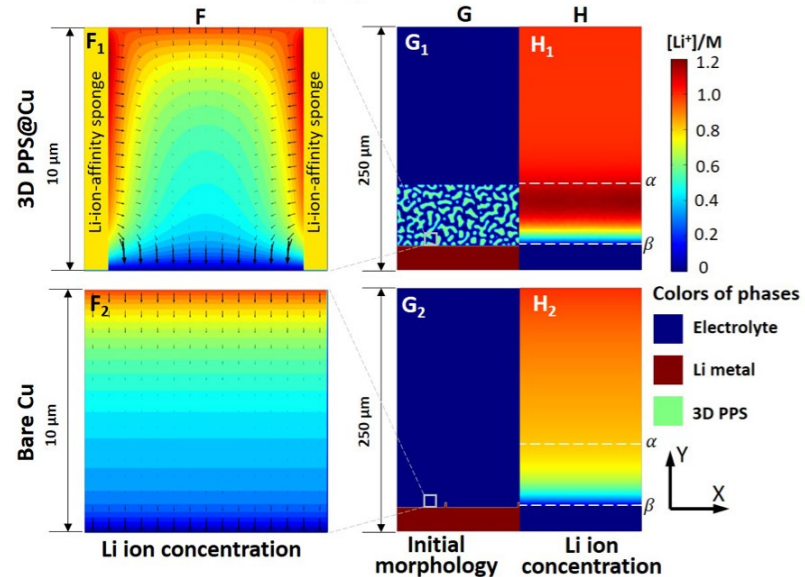 F
G
H
3D PPS@Cu
10 μm
F1
Li-ion-affinity sponge
Li-ion-affinity sponge
250 μm
G1
H1
α
β
[Li⁺]/M
1.2
1.0
0.8
0.6
0.4
0.2
0
Bare Cu
10 μm
F2
250 μm
G2
H2
α
β
Colors of phases
Electrolyte
Li metal
3D PPS
Y
X
Li ion concentration
Initial
morphology
Li ion
concentration